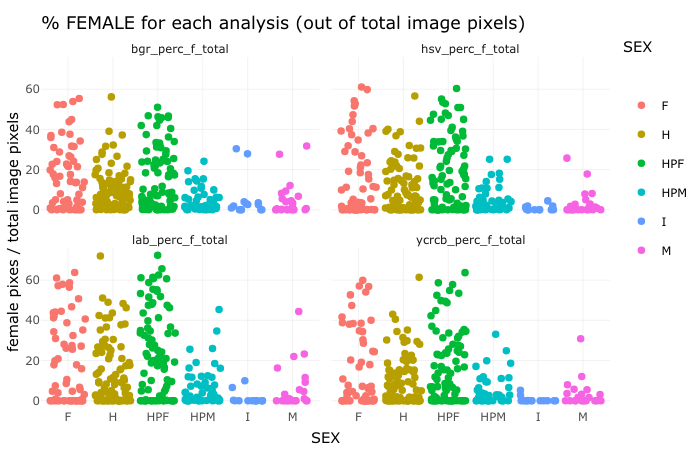 % FEMALE for each analysis (out of total image pixels)
bgr_perc_f_total
hsv_perc_f_total
SEX
F
H
HPF
HPM
I
M
60
40
20
0
lab_perc_f_total
ycrcb_perc_f_total
60
40
20
0
female pixes / total image pixels
F H HPF HPM I M
F H HPF HPM I M
SEX